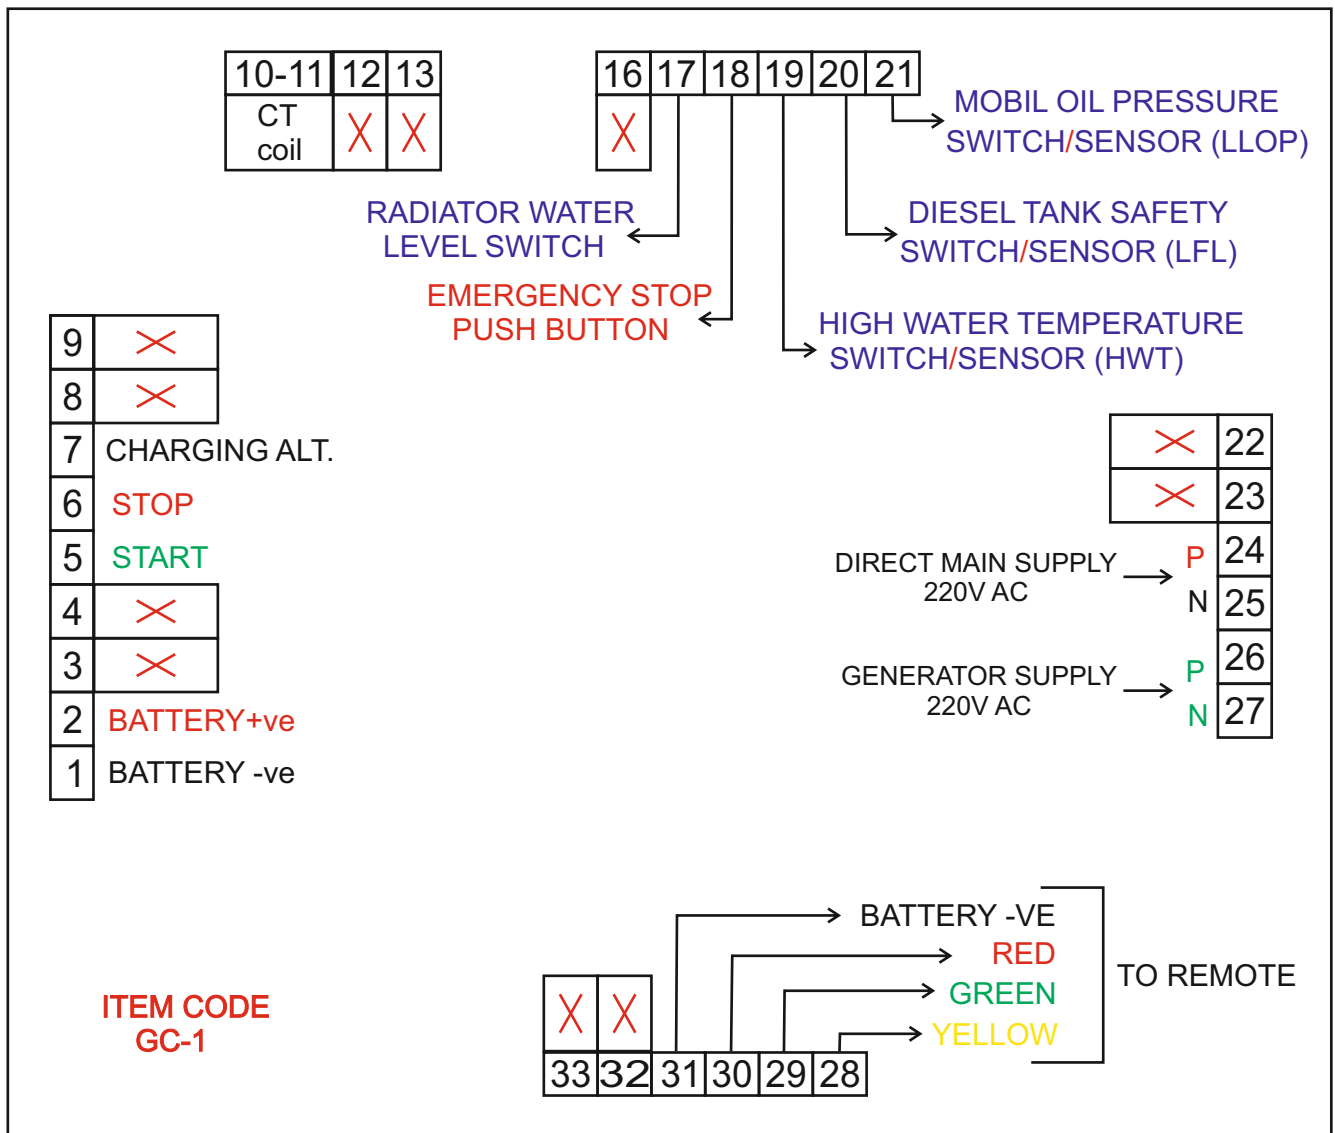 10-11 12 13
CT
coil
16 17 18 19 20 21
MOBIL OIL PRESSURE
SWITCH/SENSOR (LLOP)
RADIATOR WATER
LEVEL SWITCH
DIESEL TANK SAFETY
SWITCH/SENSOR (LFL)
EMERGENCY STOP
PUSH BUTTON
HIGH WATER TEMPERATURE
SWITCH/SENSOR (HWT)
9
8
7 CHARGING ALT.
6 STOP
5 START
4
3
2 BATTERY+ve
1 BATTERY -ve
22
23
DIRECT MAIN SUPPLY
220V AC
P 24
N 25
GENERATOR SUPPLY
220V AC
P 26
N 27
BATTERY -VE
RED
GREEN
YELLOW
TO REMOTE
33 32 31 30 29 28
ITEM CODE
GC-1